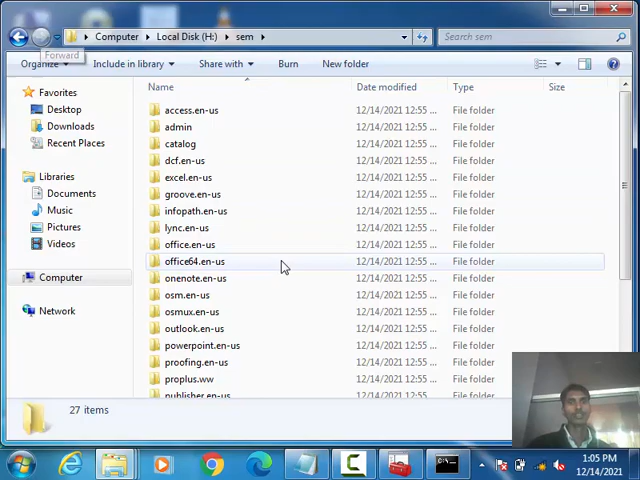 Computer Local Disk (H:) sem
Search sem
Forward
Organize Include in library Share with Burn New folder
Name Date modified Type Size
Favorites
Desktop
Downloads
Recent Places
Libraries
Documents
Music
Pictures
Videos
Computer
Network
access.en-us 12/14/2021 12:55 ... File folder
admin 12/14/2021 12:55 ... File folder
catalog 12/14/2021 12:55 ... File folder
dcf.en-us 12/14/2021 12:55 ... File folder
excel.en-us 12/14/2021 12:55 ... File folder
groove.en-us 12/14/2021 12:55 ... File folder
infopath.en-us 12/14/2021 12:55 ... File folder
lync.en-us 12/14/2021 12:55 ... File folder
office.en-us 12/14/2021 12:55 ... File folder
office64.en-us 12/14/2021 12:55 ... File folder
onenote.en-us 12/14/2021 12:55 ... File folder
osm.en-us 12/14/2021 12:55 ... File folder
osmux.en-us 12/14/2021 12:55 ... File folder
outlook.en-us 12/14/2021 12:55 ... File folder
powerpoint.en-us 12/14/2021 12:55 ... File folder
proofing.en-us 12/14/2021 12:55 ... File folder
proplus.ww 12/14/2021 12:55 ... File folder
publisher.en-us 12/14/2021 12:55 ... File folder
27 items
1:05 PM
12/14/2021